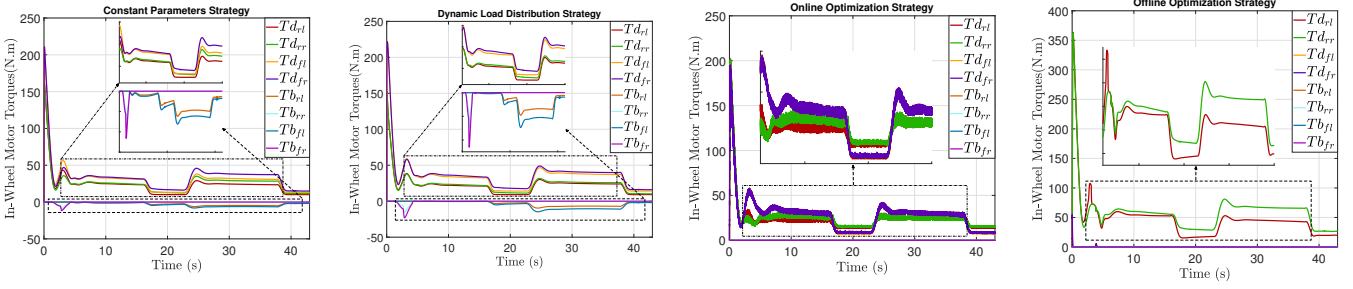 Constant Parameters Strategy
In-Wheel Motor Torques(N.m)
250
200
150
100
50
0
-50
0
10
20
30
40
Time (s)
Td_rl
Td_rr
Td_fl
Td_fr
Tb_rl
Tb_rr
Tb_fl
Tb_fr
Dynamic Load Distribution Strategy
In-Wheel Motor Torques(N.m)
250
200
150
100
50
0
-50
0
10
20
30
40
Time (s)
Td_rl
Td_rr
Td_fl
Td_fr
Tb_rl
Tb_rr
Tb_fl
Tb_fr
Online Optimization Strategy
In-Wheel Motor Torques(N.m)
250
200
150
100
50
0
0
10
20
30
40
Time (s)
Td_rl
Td_rr
Td_fl
Td_fr
Tb_rl
Tb_rr
Tb_fl
Tb_fr
Offline Optimization Strategy
In-Wheel Motor Torques(N.m)
400
350
300
250
200
150
100
50
0
0
10
20
30
40
Time (s)
Td_rl
Td_rr
Td_fl
Td_fr
Tb_rl
Tb_rr
Tb_fl
Tb_fr